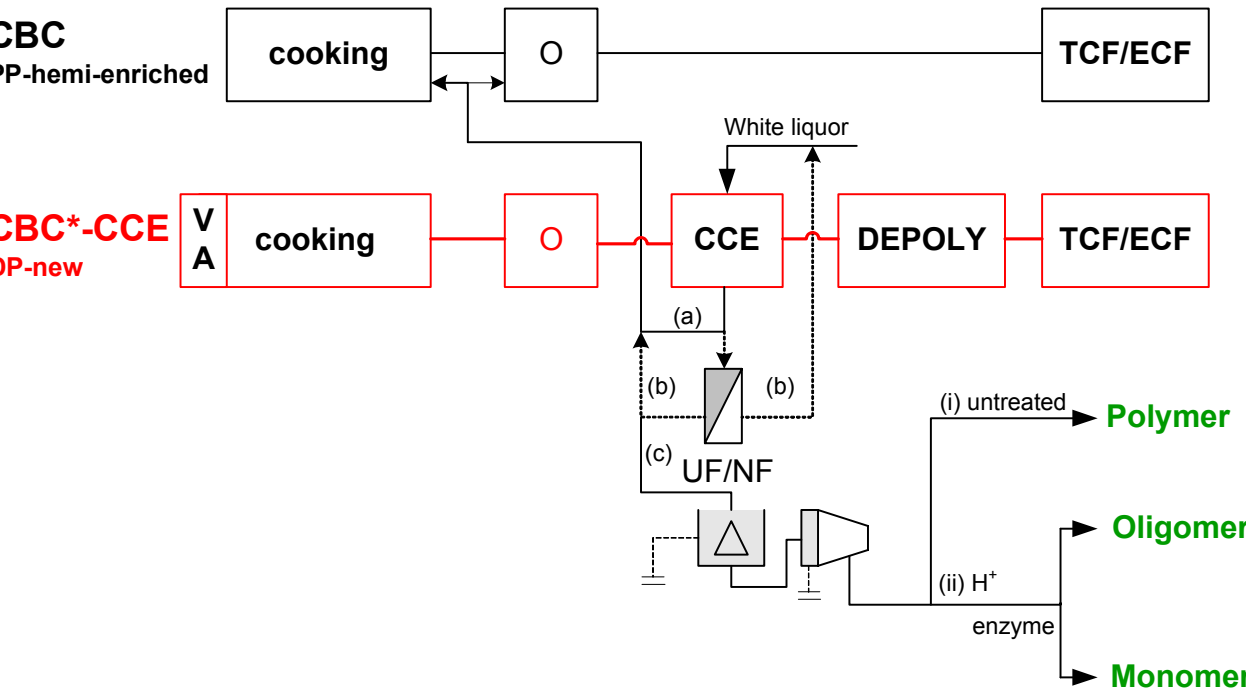 CBC
PP-hemi-enriched
cooking
O
TCF/ECF
White liquor
CBC*-CCE
DP-new
V
A
cooking
O
CCE
DEPOLY
TCF/ECF
(a)
(b)
(b)
(c)
UF/NF
(i) untreated
Polymer
Oligomer
(ii) H⁺
enzyme
Monomer